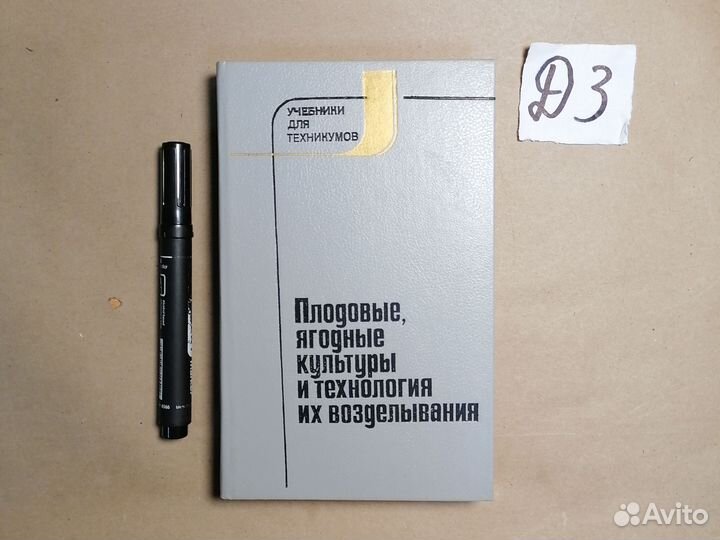 УЧЕБНИКИ
ДЛЯ
ТЕХНИКУМОВ
Д3
Плодовые,
ягодные
культуры
и технология
их возделывания
Avito